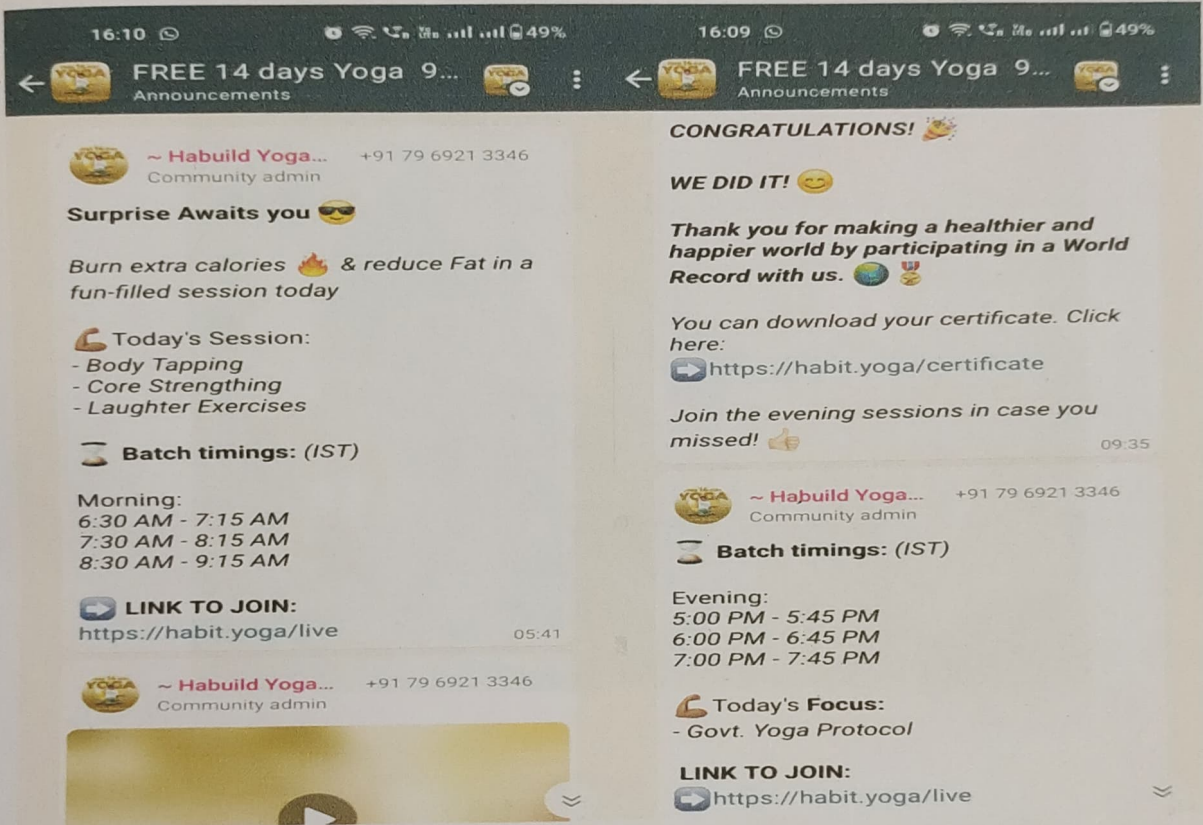 16:10
49%
FREE 14 days Yoga 9...
Announcements
YOGA
~ Habuild Yoga... +91 79 6921 3346
Community admin
Surprise Awaits you 😎
Burn extra calories 🔥 & reduce Fat in a
fun-filled session today
💪 Today's Session:
- Body Tapping
- Core Strengthing
- Laughter Exercises
⏳ Batch timings: (IST)
Morning:
6:30 AM - 7:15 AM
7:30 AM - 8:15 AM
8:30 AM - 9:15 AM
➡️ LINK TO JOIN:
https://habit.yoga/live 05:41
YOGA
~ Habuild Yoga... +91 79 6921 3346
Community admin
16:09
49%
FREE 14 days Yoga 9...
Announcements
CONGRATULATIONS! 🎉
WE DID IT! 😊
Thank you for making a healthier and
happier world by participating in a World
Record with us. 🌍 🎖️
You can download your certificate. Click
here:
➡️https://habit.yoga/certificate
Join the evening sessions in case you
missed! 👍🏻 09:35
YOGA
~ Habuild Yoga... +91 79 6921 3346
Community admin
⏳ Batch timings: (IST)
Evening:
5:00 PM - 5:45 PM
6:00 PM - 6:45 PM
7:00 PM - 7:45 PM
💪 Today's Focus:
- Govt. Yoga Protocol
LINK TO JOIN:
➡️https://habit.yoga/live